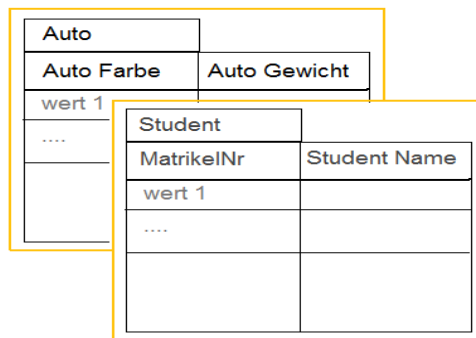 Auto
Auto Farbe Auto Gewicht
wert 1
....
Student
MatrikelNr Student Name
wert 1
....